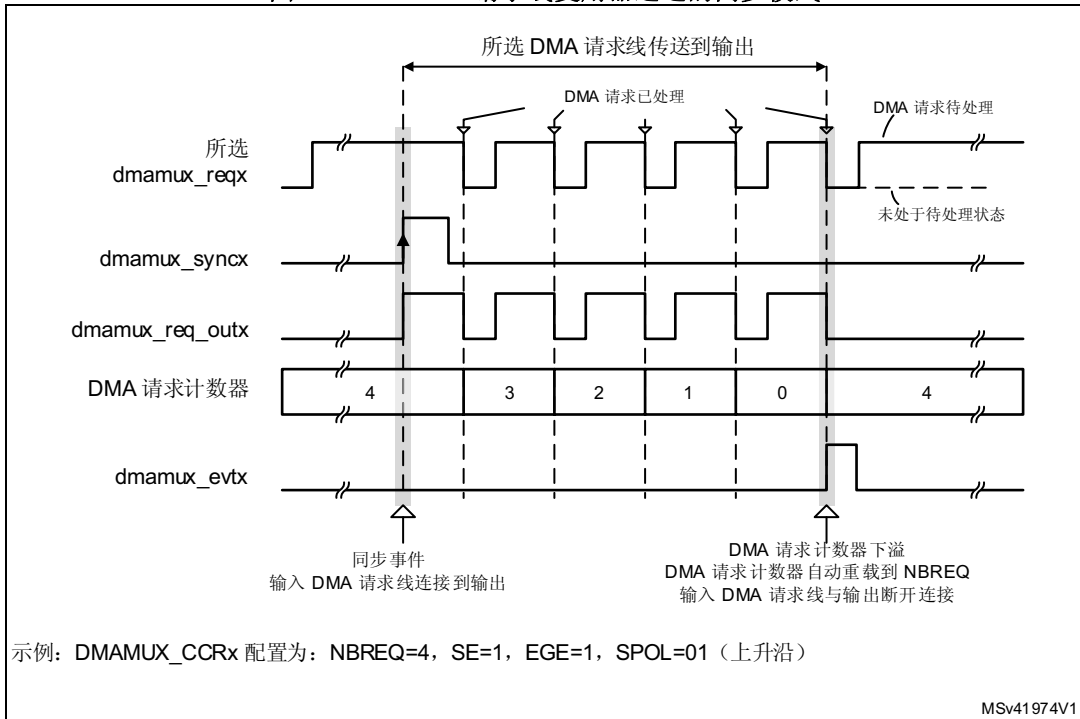 所选 DMA 请求线传送到输出
DMA 请求已处理
DMA 请求待处理
所选
dmamux_reqx
未处于待处理状态
dmamux_syncx
dmamux_req_outx
DMA 请求计数器
4
3
2
1
0
4
dmamux_evtx
同步事件
输入 DMA 请求线连接到输出
DMA 请求计数器下溢
DMA 请求计数器自动重载到 NBREQ
输入 DMA 请求线与输出断开连接
示例：DMAMUX_CCRx 配置为：NBREQ=4，SE=1，EGE=1，SPOL=01（上升沿）
MSv41974V1